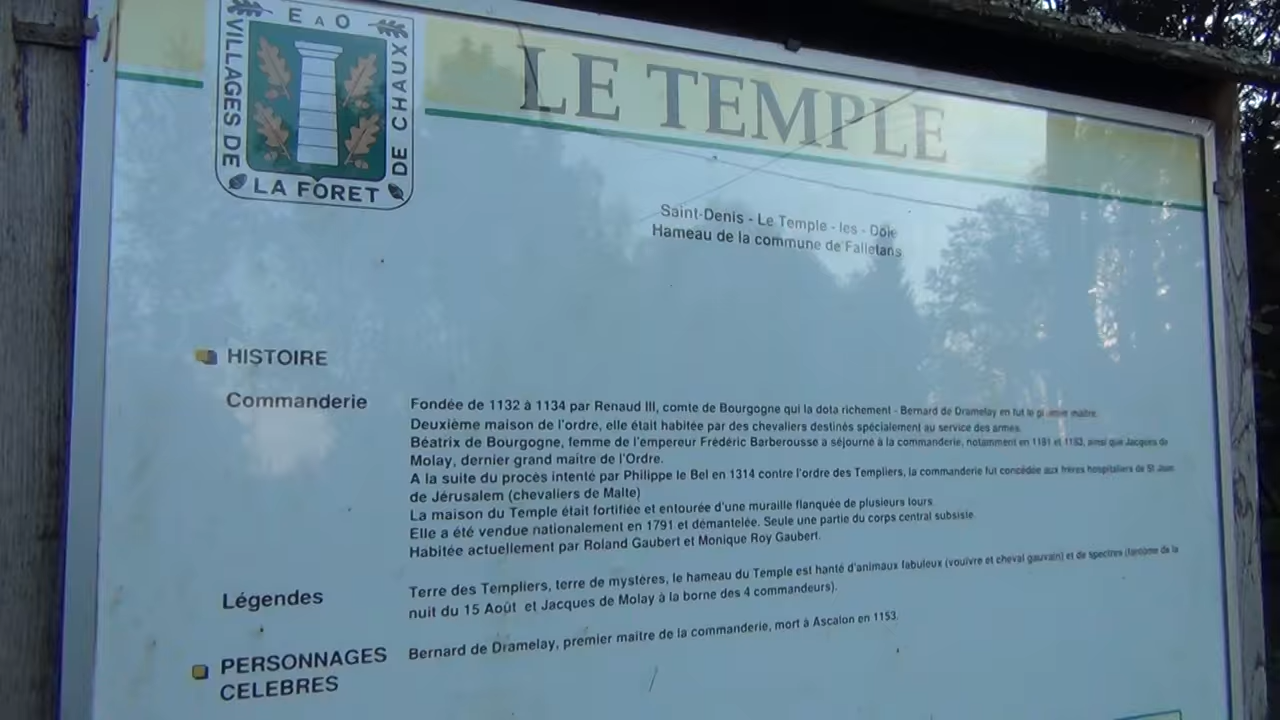 E A O
VILLAGES DE
DE CHAUX
LA FORET
LE TEMPLE
Saint-Denis - Le Temple - les - Dole
Hameau de la commune de Falletans
HISTOIRE
Commanderie
Fondée de 1132 à 1134 par Renaud III, comte de Bourgogne qui la dota richement - Bernard de Dramelay en fut le premier maitre.
Deuxième maison de l'ordre, elle était habitée par des chevaliers destinés spécialement au service des armes.
Béatrix de Bourgogne, femme de l'empereur Frédéric Barberousse a séjourné à la commanderie, notamment en 1181 et 1183, ainsi que Jacques de
Molay, dernier grand maitre de l'Ordre.
A la suite du procès intenté par Philippe le Bel en 1314 contre l'ordre des Templiers, la commanderie fut concédée aux frères hospitaliers de St Jean
de Jérusalem (chevaliers de Malte)
La maison du Temple était fortifiée et entourée d'une muraille flanquée de plusieurs tours
Elle a été vendue nationalement en 1791 et démantelée. Seule une partie du corps central subsiste.
Habitée actuellement par Roland Gaubert et Monique Roy Gaubert.
Légendes
Terre des Templiers, terre de mystères, le hameau du Temple est hanté d'animaux fabuleux (vouivre et cheval gauvain) et de spectres (fantôme de la
nuit du 15 Août et Jacques de Molay à la borne des 4 commandeurs).
PERSONNAGES
CELEBRES
Bernard de Dramelay, premier maitre de la commanderie, mort à Ascalon en 1153.